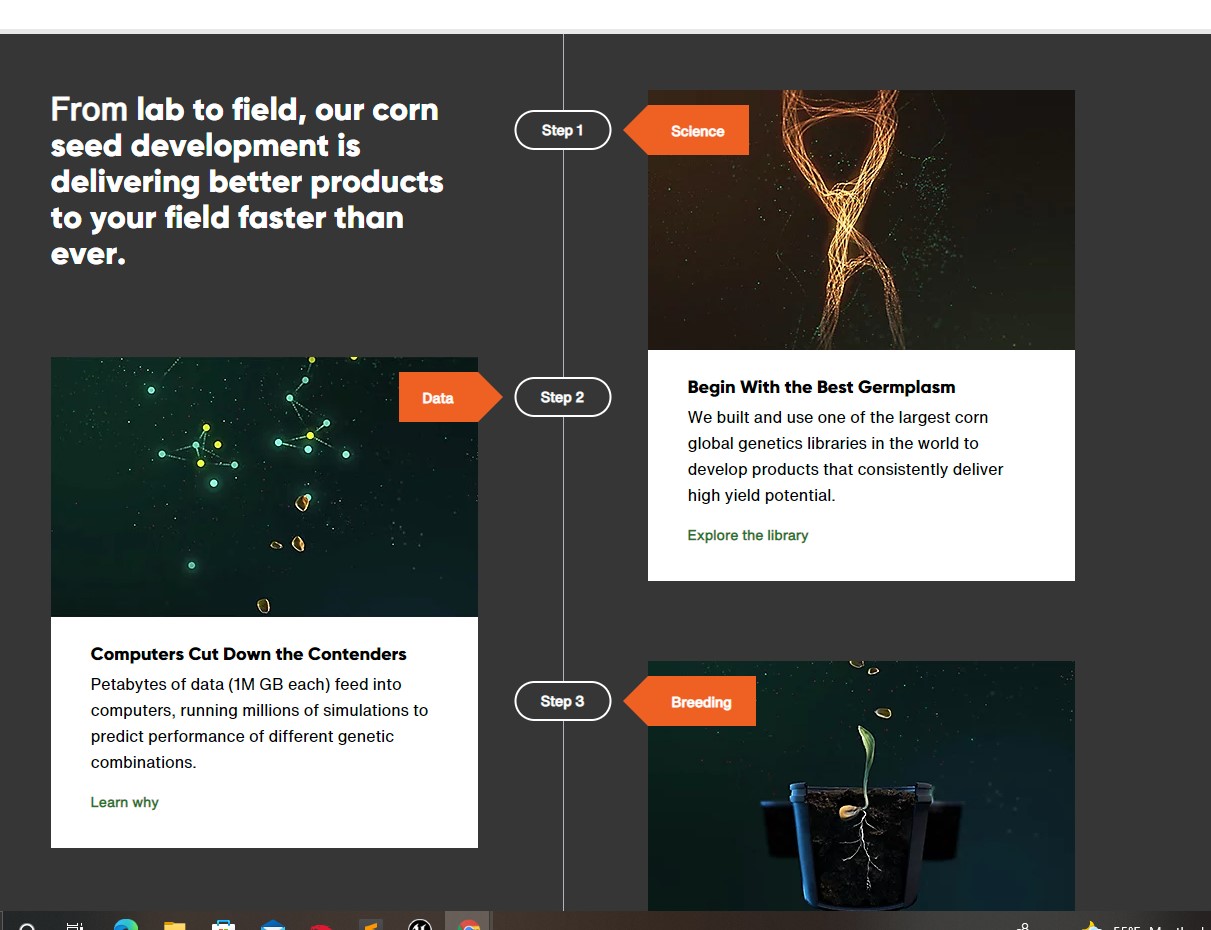 From lab to field, our corn
seed development is
delivering better products
to your field faster than
ever.
Step 1
Science
Begin With the Best Germplasm
We built and use one of the largest corn
global genetics libraries in the world to
develop products that consistently deliver
high yield potential.
Explore the library
Data
Step 2
Computers Cut Down the Contenders
Petabytes of data (1M GB each) feed into
computers, running millions of simulations to
predict performance of different genetic
combinations.
Learn why
Step 3
Breeding